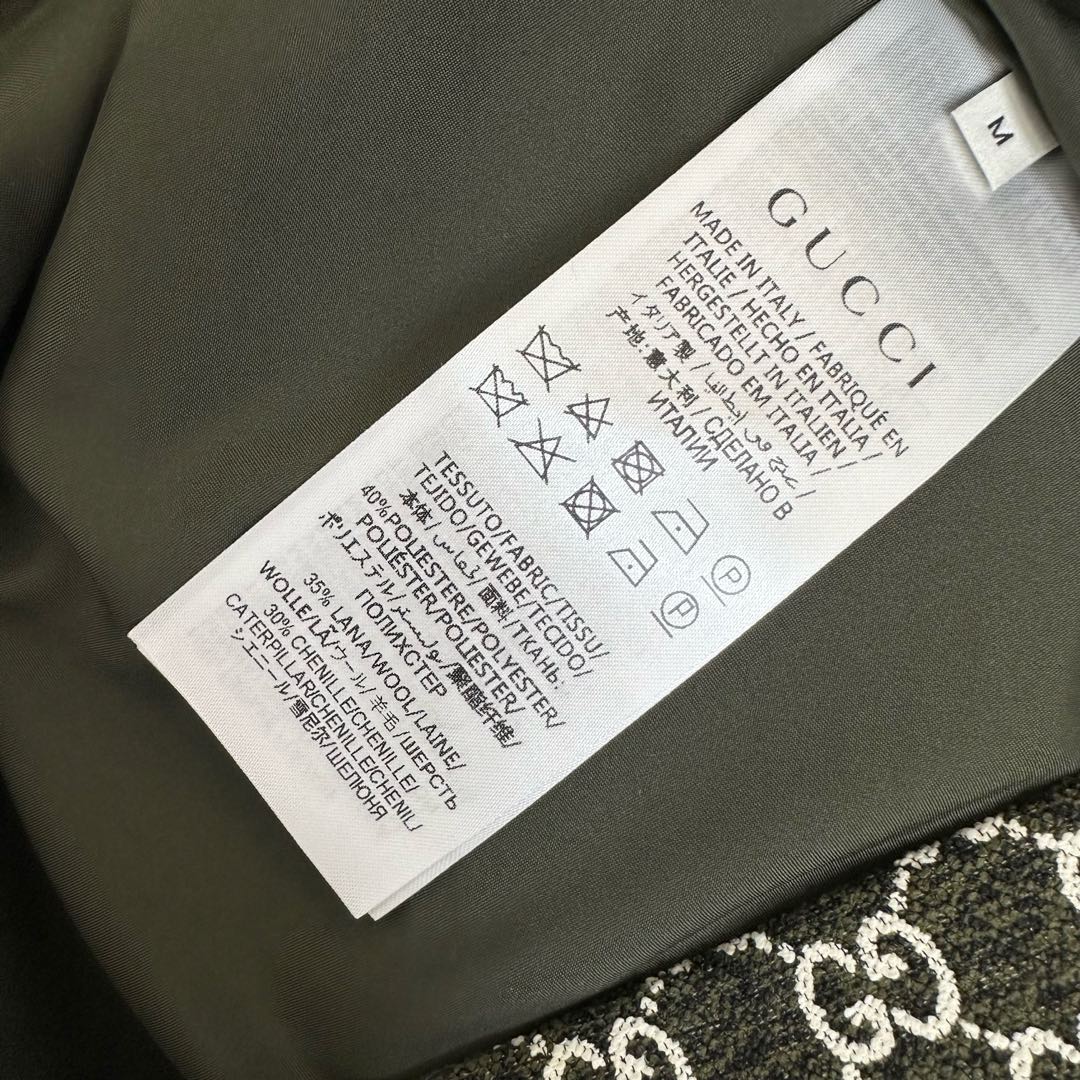 M
GUCCI
MADE IN ITALY / FABRIQUÉ EN
ITALIE / HECHO EN ITALIA /
HERGESTELLT IN ITALIEN /
FABRICADO EM ITALIA /
イタリア製 / صنع في إيطاليا /
产地: 意大利 / СДЕЛАНО В
ИТАЛИИ
P
P
TESSUTO/FABRIC/TISSU/
TEJIDO/GEWEBE/TECIDO/
本体/قماش/面料/ТКАНЬ:
40%POLIESTERE/POLYESTER/
POLIÉSTER/POLIESTER/
ポリエステル/بوليستر/聚酯纤维/
ПОЛИХСТЕР
35% LANA/WOOL/LAINE/
WOLLE/LÃ/ウール/羊毛/ШЕРСТЬ
30% CHENILLE/CHENILLE/
CATERPILLAR/CHENILLE/CHENIL/
シェニール/雪尼尔/ШЕЛЮНЯ